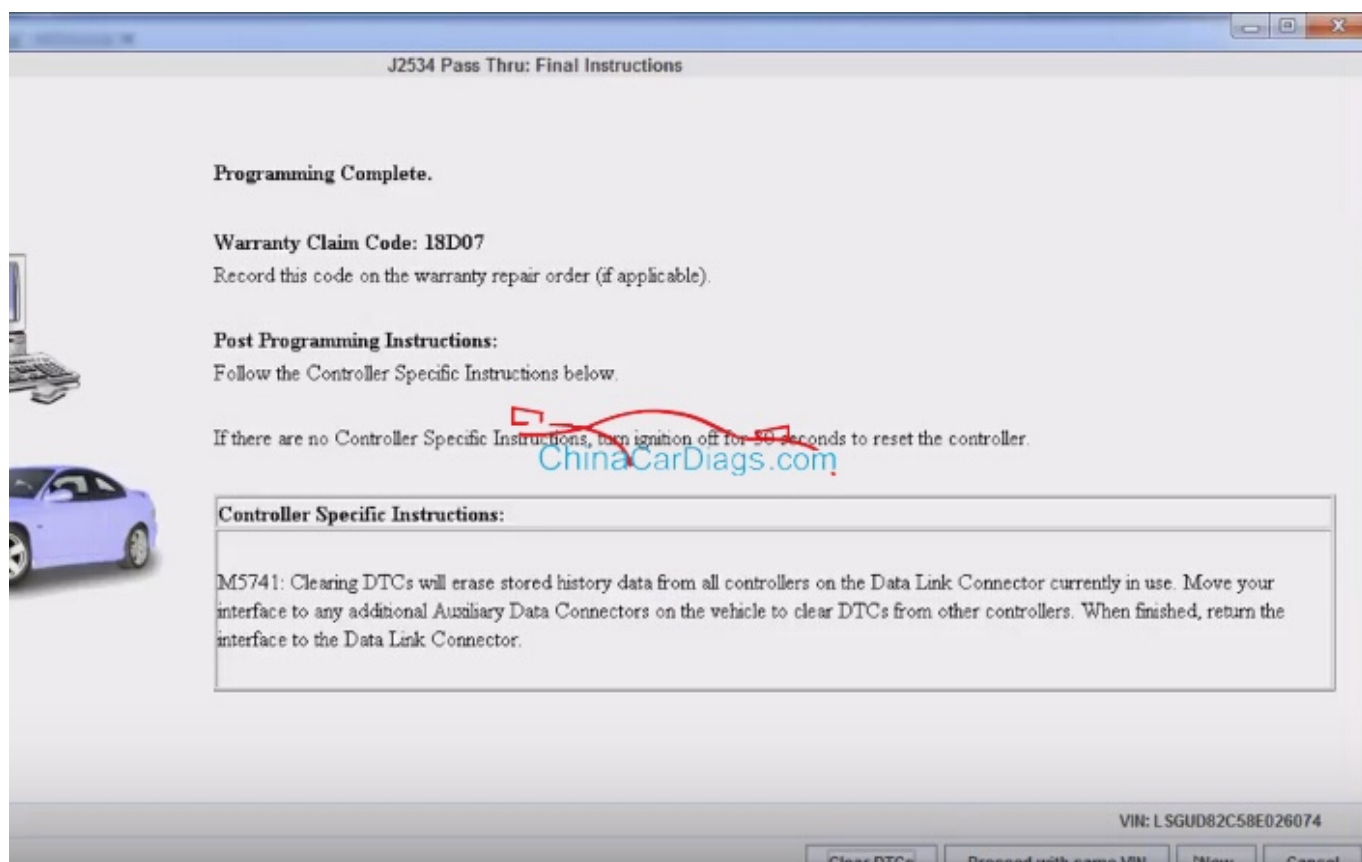 J2534 Pass Thru: Final Instructions
Programming Complete.
Warranty Claim Code: 18D07
Record this code on the warranty repair order (if applicable).
Post Programming Instructions:
Follow the Controller Specific Instructions below.
If there are no Controller Specific Instructions, turn ignition off for 30 seconds to reset the controller.
ChinaCarDiags.com
Controller Specific Instructions:
M5741: Clearing DTCs will erase stored history data from all controllers on the Data Link Connector currently in use. Move your
interface to any additional Auxiliary Data Connectors on the vehicle to clear DTCs from other controllers. When finished, return the
interface to the Data Link Connector.
VIN: LSGUD82C58E026074
Clear DTCs Proceed with same VIN New Cancel